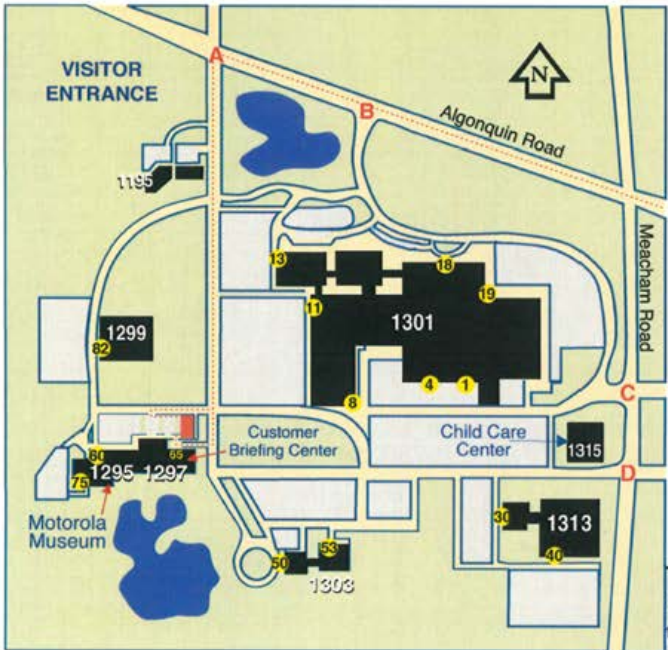 A
VISITOR
ENTRANCE
N
B
Algonquin Road
1195
Meacham Road
13
18
11
19
1301
1299
82
4
1
8
C
Customer
Briefing Center
Child Care
Center
1315
60
65
1295
1297
75
D
Motorola
Museum
30
1313
40
53
50
1303